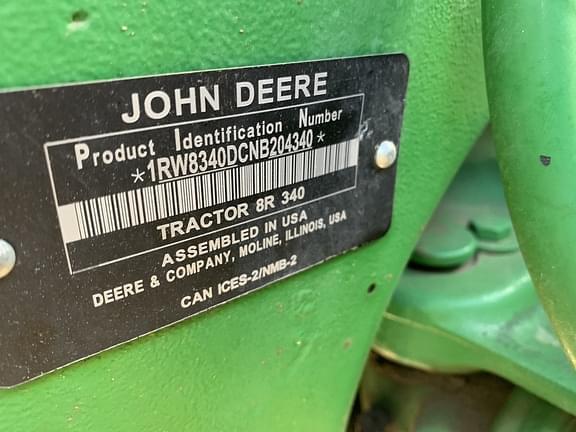 JOHN DEERE
Product Identification Number
*1RW8340DCNB204340*
TRACTOR 8R 340
ASSEMBLED IN USA
DEERE & COMPANY, MOLINE, ILLINOIS, USA
CAN ICES-2/NMB-2